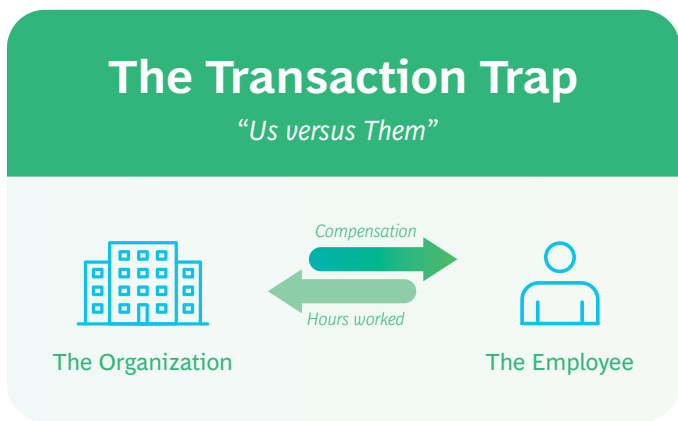 The Transaction Trap
“Us versus Them”
Compensation
Hours worked
The Organization
The Employee